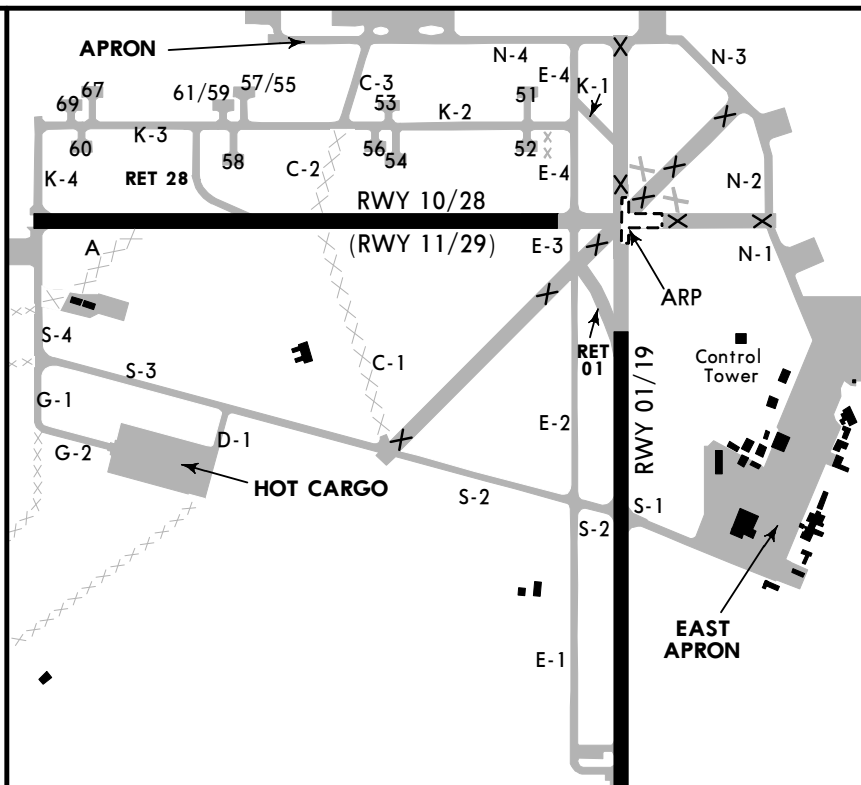 APRON
N-4
E-4
N-3
C-3
K-1
69
67
61/59
57/55
53
51
K-3
K-2
60
58
56
54
52
C-2
K-4
RET 28
E-4
N-2
RWY 10/28
(RWY 11/29)
A
E-3
N-1
ARP
S-4
S-3
C-1
RET
01
RWY 01/19
Control
Tower
G-1
G-2
D-1
E-2
HOT CARGO
S-2
S-1
S-2
EAST
APRON
E-1